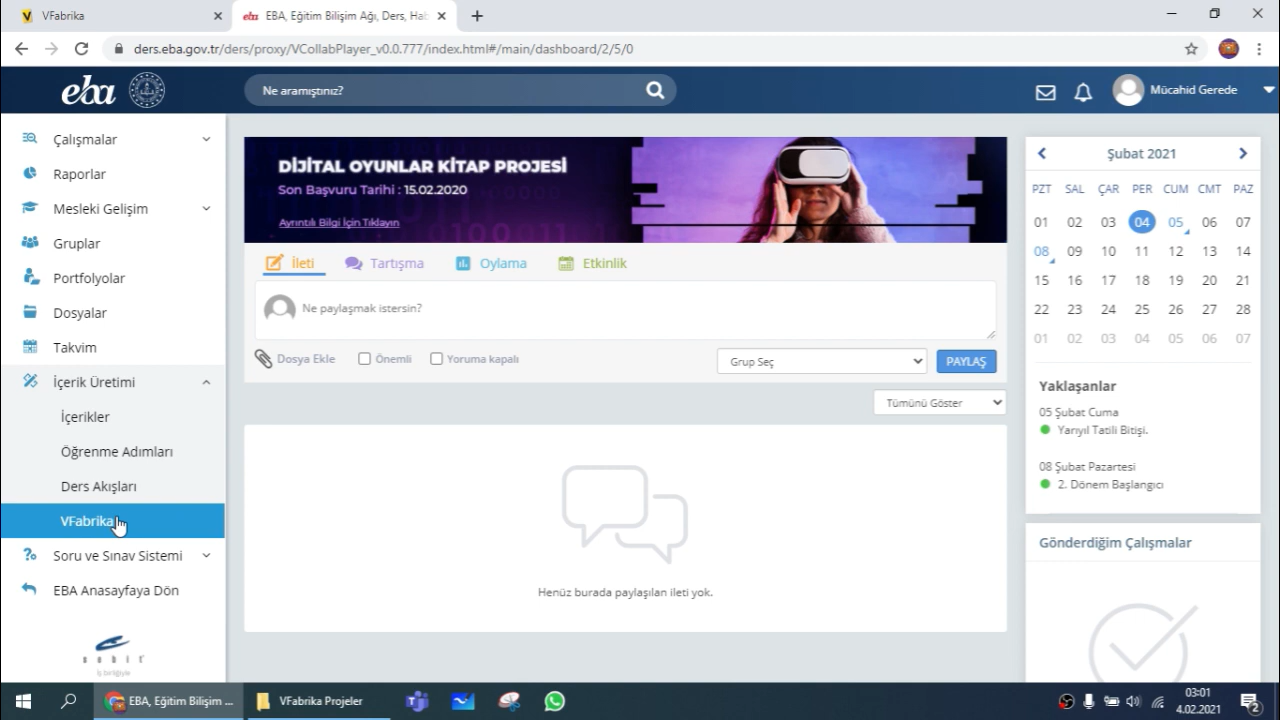 VFabrika
EBA, Eğitim Bilişim Ağı, Ders, Hab
ders.eba.gov.tr/ders/proxy/VCollabPlayer_v0.0.777/index.html#/main/dashboard/2/5/0
eba
Ne aramıştınız?
Mücahid Gerede
Çalışmalar
Raporlar
Mesleki Gelişim
Gruplar
Portfolyolar
Dosyalar
Takvim
İçerik Üretimi
İçerikler
Öğrenme Adımları
Ders Akışları
VFabrika
Soru ve Sınav Sistemi
EBA Anasayfaya Dön
sebit
iş birliğiyle
DİJİTAL OYUNLAR KİTAP PROJESİ
Son Başvuru Tarihi : 15.02.2020
Ayrıntılı Bilgi İçin Tıklayın
İleti Tartışma Oylama Etkinlik
Ne paylaşmak istersin?
Dosya Ekle Önemli Yoruma kapalı Grup Seç PAYLAŞ
Tümünü Göster
Henüz burada paylaşılan ileti yok.
Şubat 2021
PZT SAL ÇAR PER CUM CMT PAZ
01 02 03 04 05 06 07
08 09 10 11 12 13 14
15 16 17 18 19 20 21
22 23 24 25 26 27 28
01 02 03 04 05 06 07
Yaklaşanlar
05 Şubat Cuma
Yarıyıl Tatili Bitişi.
08 Şubat Pazartesi
2. Dönem Başlangıcı
Gönderdiğim Çalışmalar
EBA, Eğitim Bilişim ...
VFabrika Projeler
03:01
4.02.2021
2